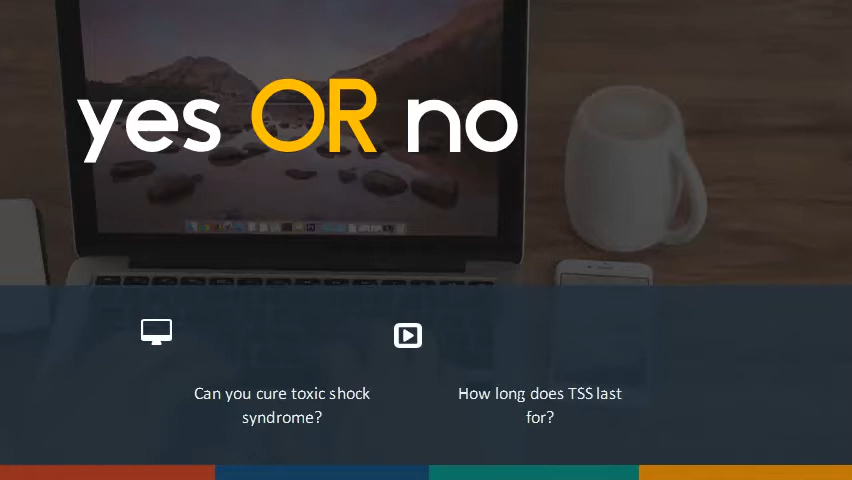 yes OR no
Can you cure toxic shock
syndrome?
How long does TSS last
for?